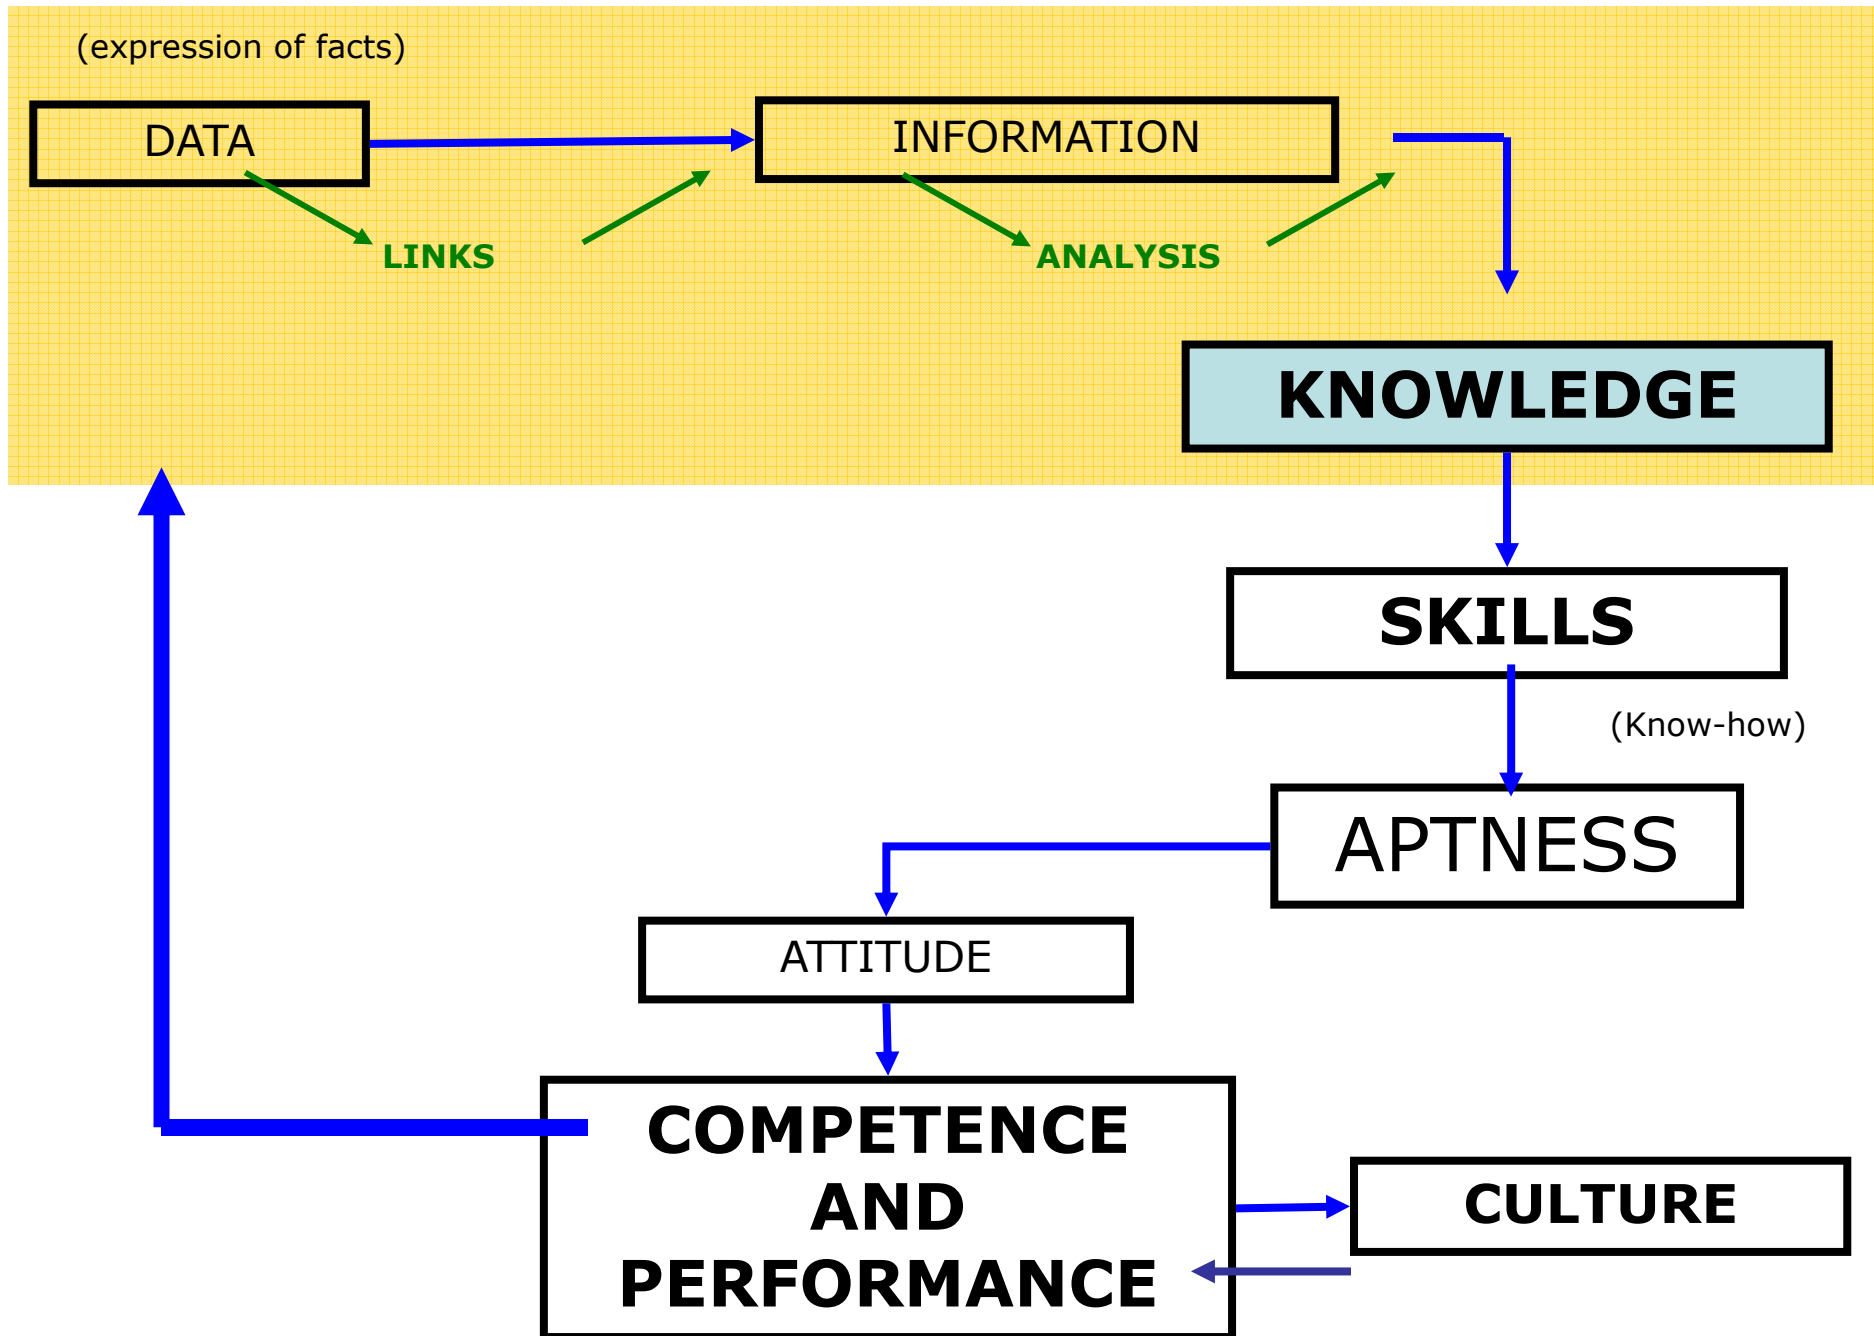 (expression of facts)
DATA
INFORMATION
LINKS
ANALYSIS
KNOWLEDGE
SKILLS
(Know-how)
APTNESS
ATTITUDE
COMPETENCE
AND
PERFORMANCE
CULTURE